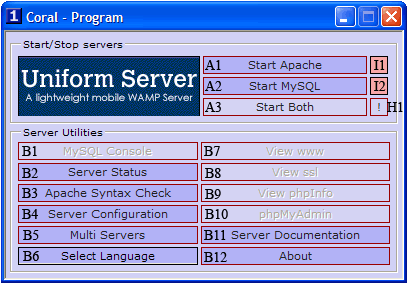 1 Coral - Program
Start/Stop servers
Uniform Server
A lightweight mobile WAMP Server
A1 Start Apache I1
A2 Start MySQL I2
A3 Start Both ! H1
Server Utilities
B1 MySQL Console B7 View www
B2 Server Status B8 View ssl
B3 Apache Syntax Check B9 View phpInfo
B4 Server Configuration B10 phpMyAdmin
B5 Multi Servers B11 Server Documentation
B6 Select Language B12 About